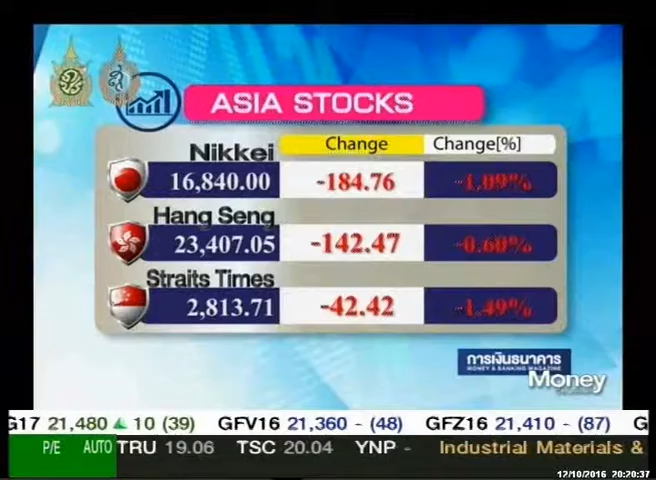 ASIA STOCKS
Change Change[%]
Nikkei
16,840.00 -184.76 -1.09%
Hang Seng
23,407.05 -142.47 -0.60%
Straits Times
2,813.71 -42.42 -1.49%
การเงินธนาคาร
MONEY & BANKING MAGAZINE
Money
G17 21,480 ▲ 10 (39) GFV16 21,360 - (48) GFZ16 21,410 - (87) G
P/E AUTO TRU 19.06 TSC 20.04 YNP - Industrial Materials &
12/10/2016 20:20:37